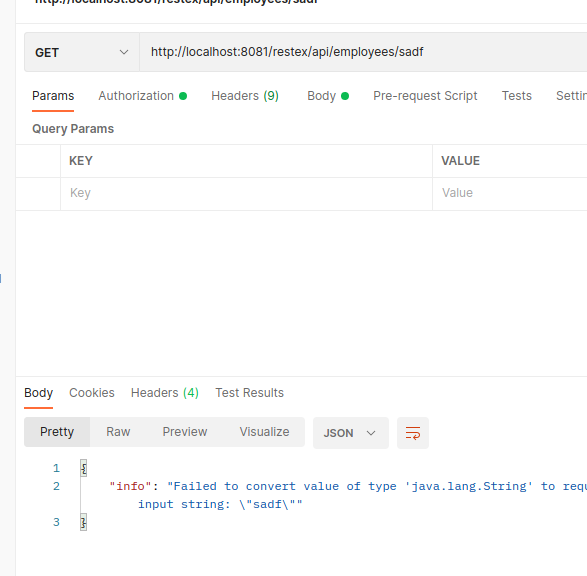 http://localhost:8081/restex/api/employees/sadf
GET http://localhost:8081/restex/api/employees/sadf
Params Authorization Headers (9) Body Pre-request Script Tests
Query Params
KEY VALUE
Key Value
Body Cookies Headers (4) Test Results
Pretty Raw Preview Visualize JSON
1 {
2 "info": "Failed to convert value of type 'java.lang.String' to
input string: \"sadf\""
3 }